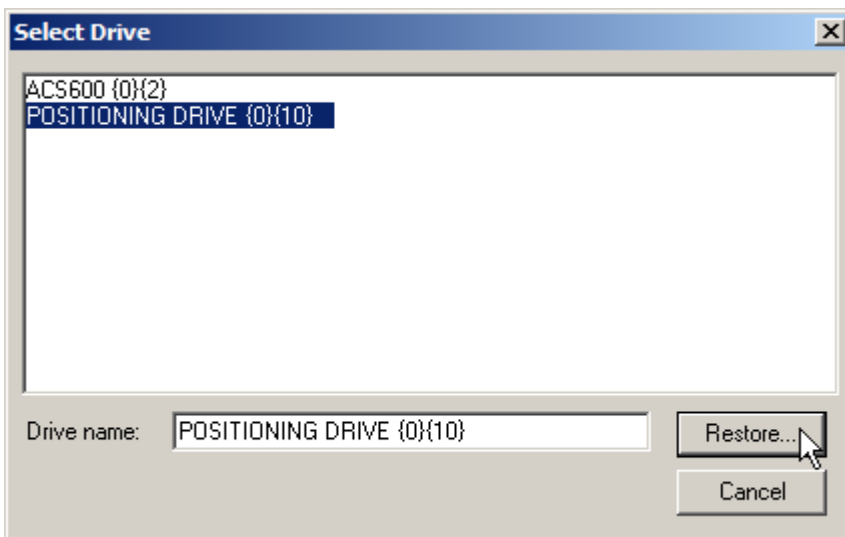 Select Drive
ACS600 {0}{2}
POSITIONING DRIVE {0}{10}
Drive name:
POSITIONING DRIVE {0}{10}
Restore...
Cancel